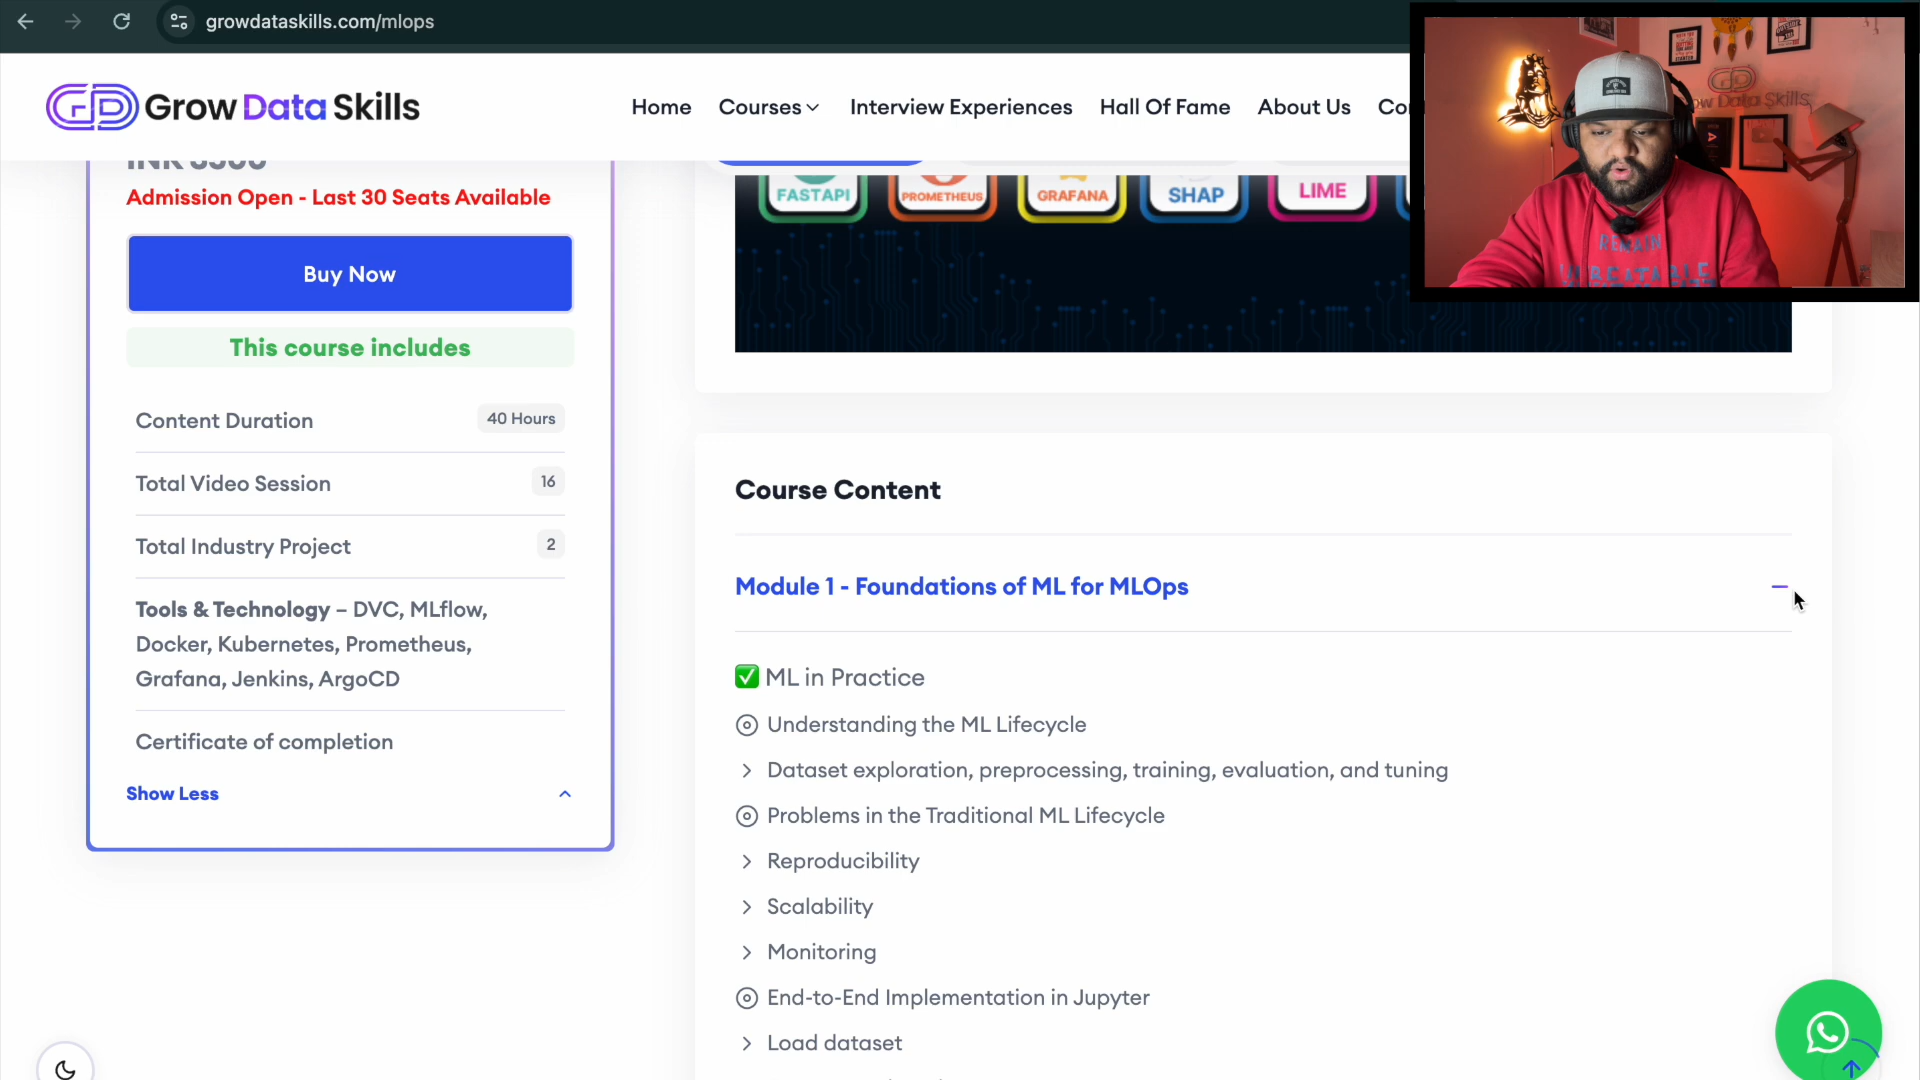 growdataskills.com/mlops
Grow Data Skills
Home
Courses
Interview Experiences
Hall Of Fame
About Us
Admission Open - Last 30 Seats Available
Buy Now
This course includes
Content Duration
40 Hours
Total Video Session
16
Total Industry Project
2
Tools & Technology – DVC, MLflow,
Docker, Kubernetes, Prometheus,
Grafana, Jenkins, ArgoCD
Certificate of completion
Show Less
FASTAPI
PROMETHEUS
GRAFANA
SHAP
LIME
Course Content
Module 1 - Foundations of ML for MLOps
✅ ML in Practice
Understanding the ML Lifecycle
Dataset exploration, preprocessing, training, evaluation, and tuning
Problems in the Traditional ML Lifecycle
Reproducibility
Scalability
Monitoring
End-to-End Implementation in Jupyter
Load dataset
Data Skills
REMAIN